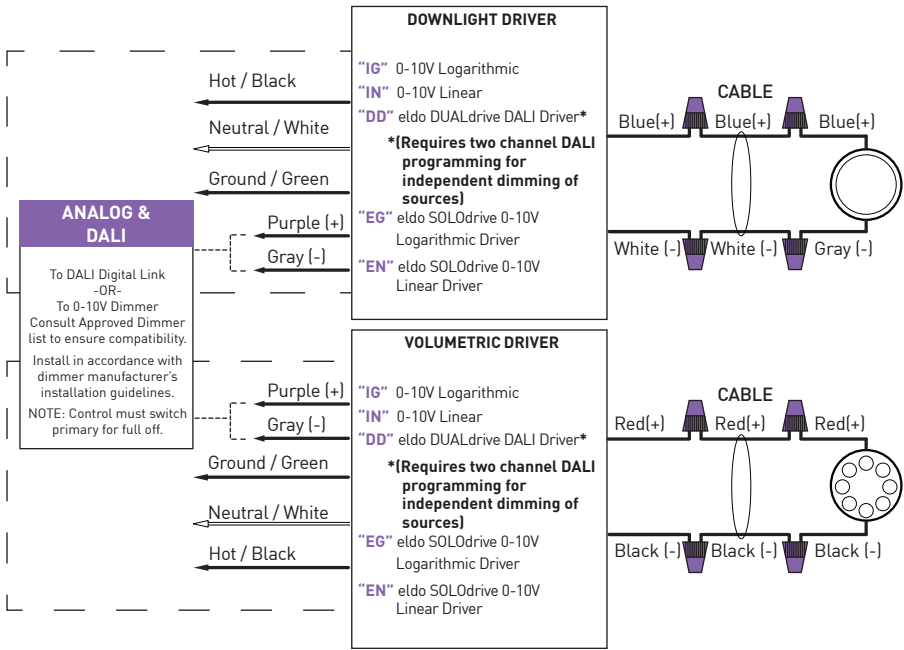 DOWNLIGHT DRIVER
"IG" 0-10V Logarithmic
"IN" 0-10V Linear
"DD" eldo DUALdrive DALI Driver*
*(Requires two channel DALI
programming for
independent dimming of
sources)
"EG" eldo SOLOdrive 0-10V
Logarithmic Driver
"EN" eldo SOLOdrive 0-10V
Linear Driver
Hot / Black
Neutral / White
Ground / Green
Purple (+)
Gray (-)
CABLE
Blue(+)
Blue(+)
Blue(+)
White (-)
White (-)
Gray (-)
ANALOG &
DALI
To DALI Digital Link
-OR-
To 0-10V Dimmer
Consult Approved Dimmer
list to ensure compatibility.
Install in accordance with
dimmer manufacturer's
installation guidelines.
NOTE: Control must switch
primary for full off.
VOLUMETRIC DRIVER
"IG" 0-10V Logarithmic
"IN" 0-10V Linear
"DD" eldo DUALdrive DALI Driver*
*(Requires two channel DALI
programming for
independent dimming of
sources)
"EG" eldo SOLOdrive 0-10V
Logarithmic Driver
"EN" eldo SOLOdrive 0-10V
Linear Driver
Purple (+)
Gray (-)
Ground / Green
Neutral / White
Hot / Black
CABLE
Red(+)
Red(+)
Red(+)
Black (-)
Black (-)
Black (-)